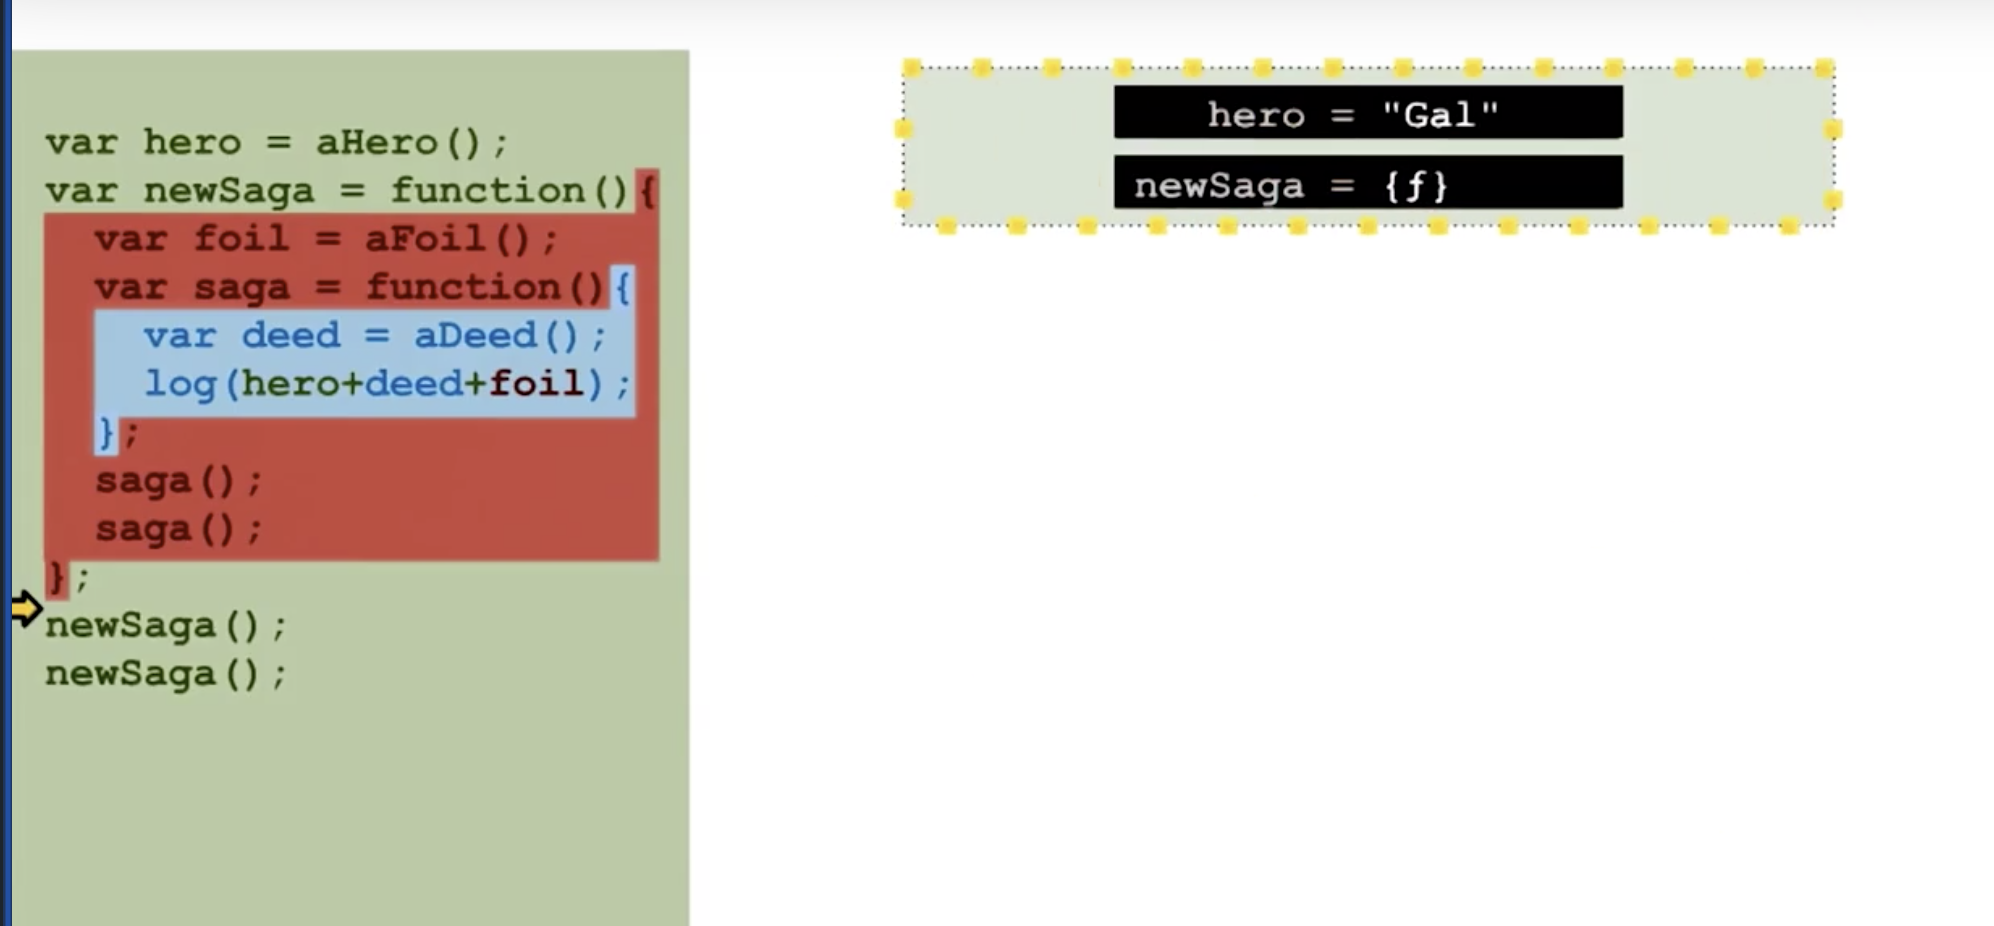 var hero = aHero();
var newSaga = function(){
var foil = aFoil();
var saga = function(){
var deed = aDeed();
log(hero+deed+foil);
};
saga();
saga();
};
newSaga();
newSaga();
hero = "Gal"
newSaga = {f}